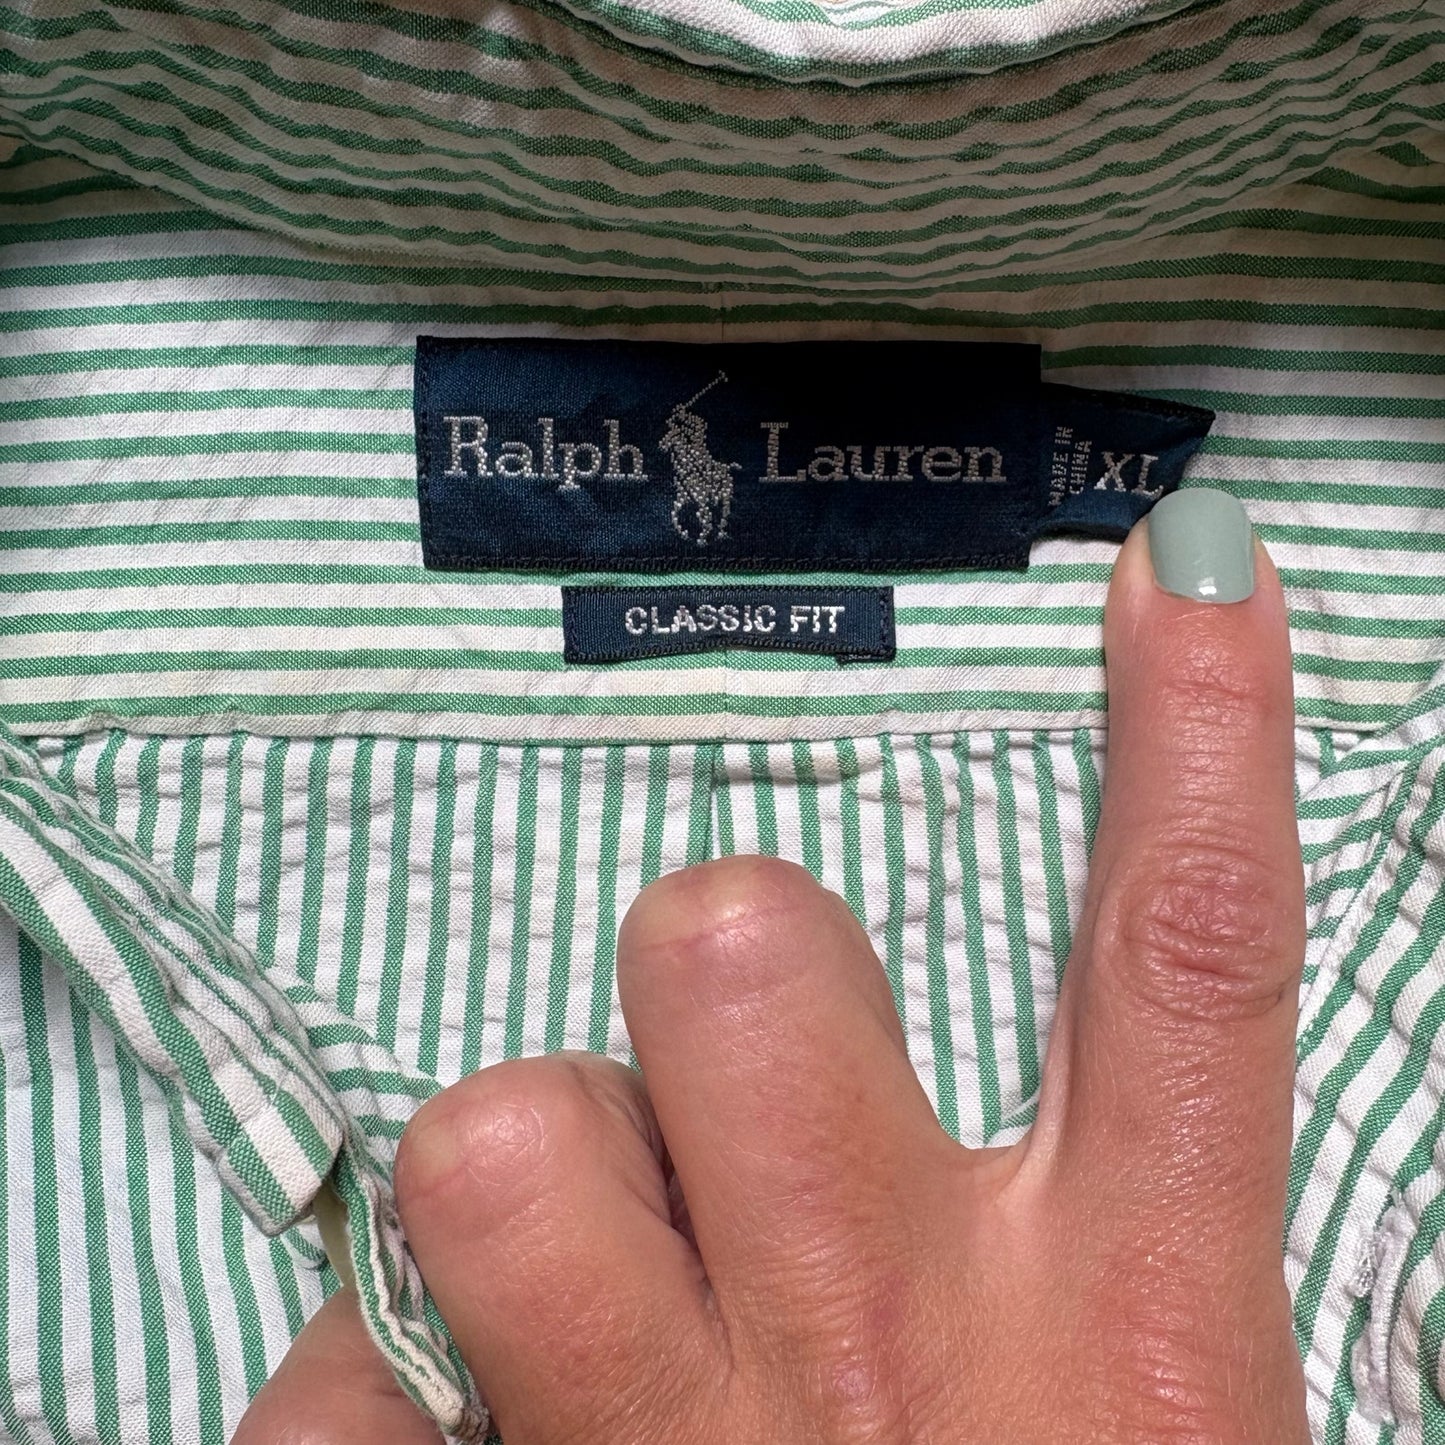 Ralph Lauren
MADE IN
CHINA
XL
CLASSIC FIT